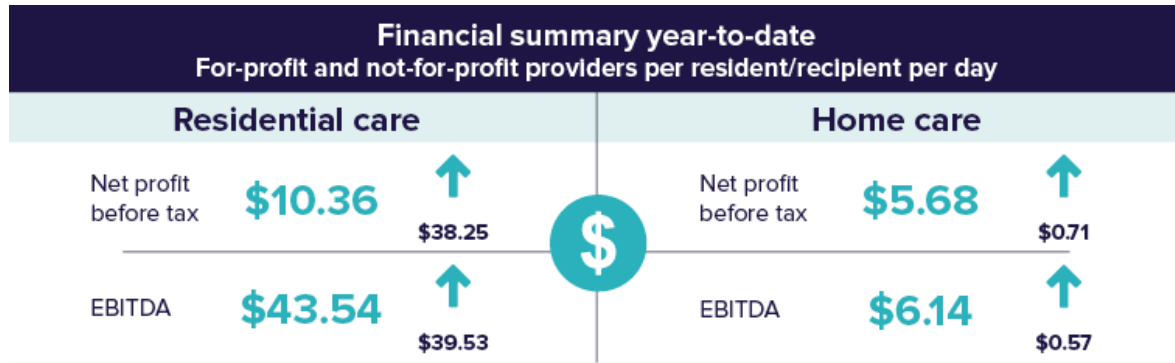 Financial summary year-to-date
For-profit and not-for-profit providers per resident/recipient per day
Residential care
Net profit
before tax
$10.36
$38.25
EBITDA
$43.54
$39.53
$
Home care
Net profit
before tax
$5.68
$0.71
EBITDA
$6.14
$0.57